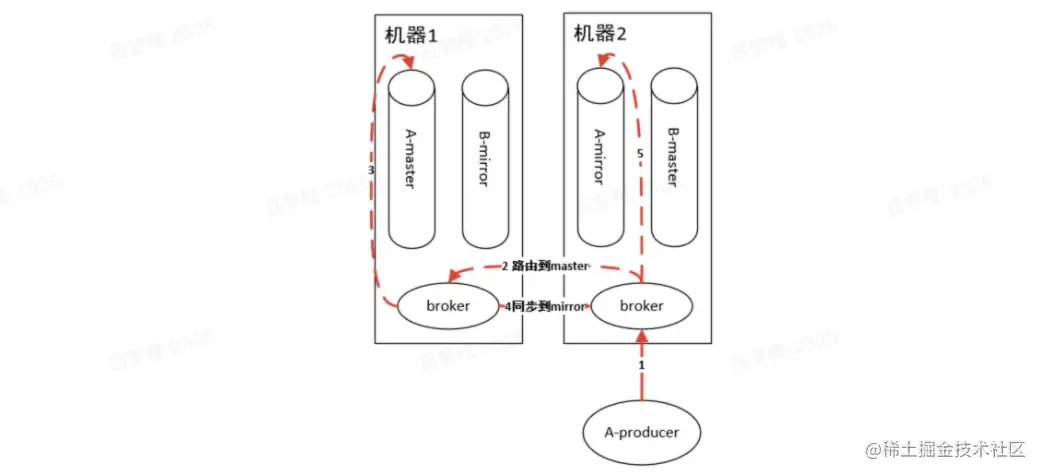 机器1
机器2
A-master
B-mirror
A-mirror
B-master
3
5
2 路由到master
broker
4同步到mirror
broker
1
A-producer
@稀土掘金技术社区